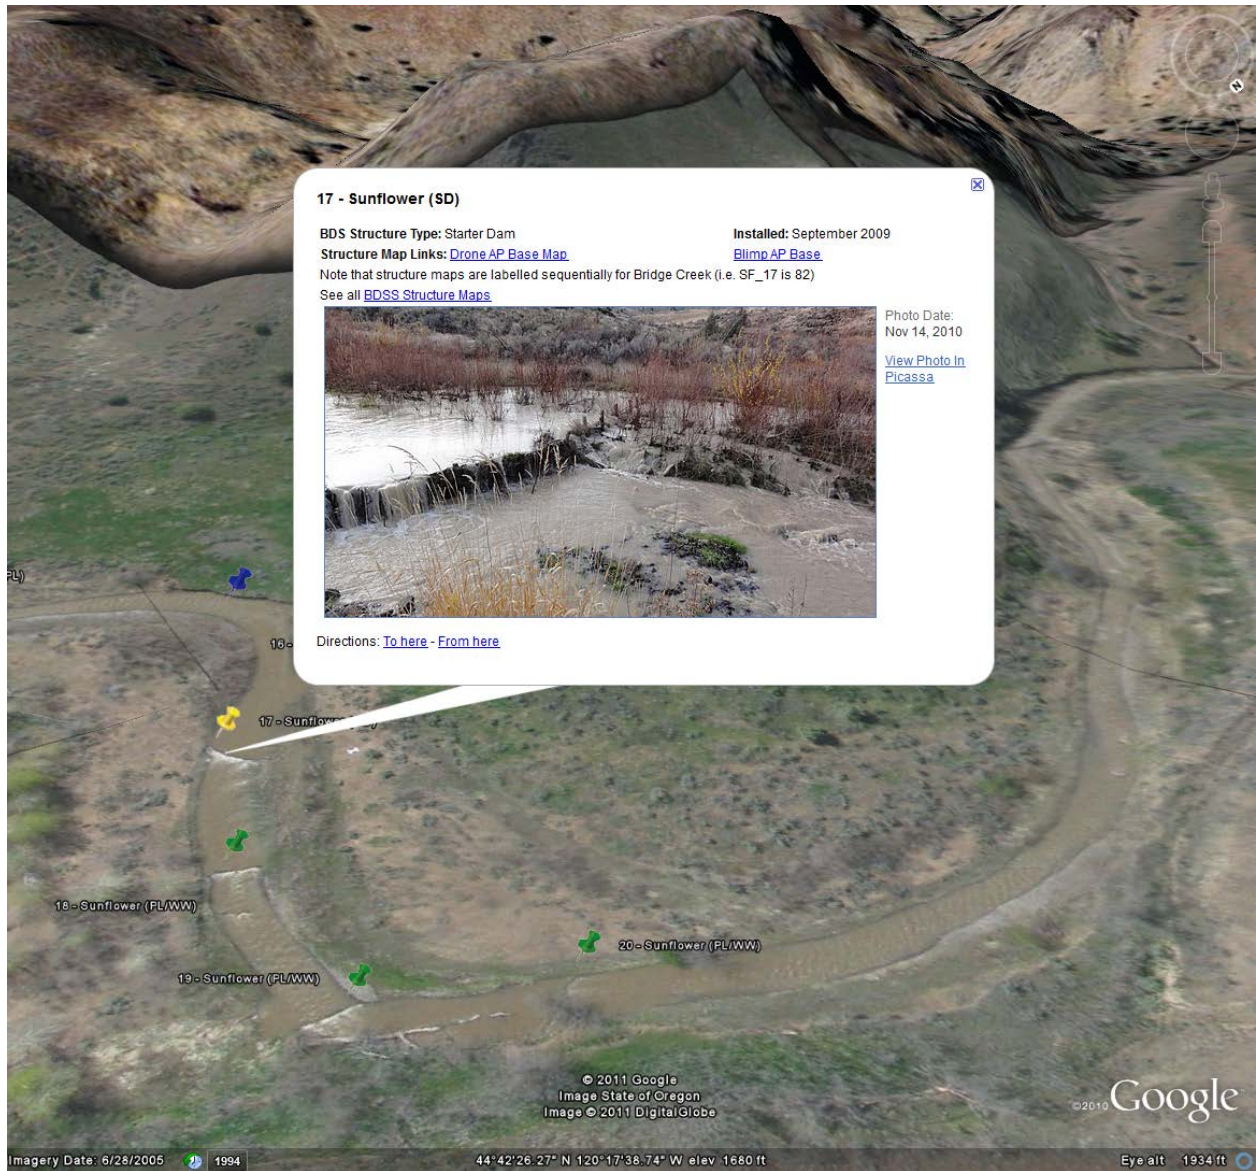 17 - Sunflower (SD)
BDS Structure Type: Starter Dam
Installed: September 2009
Structure Map Links: Drone AP Base Map
Blimp AP Base
Note that structure maps are labelled sequentially for Bridge Creek (i.e. SF_17 is 82)
See all BDSS Structure Maps
Photo Date:
Nov 14, 2010
View Photo In
Picassa
Directions: To here - From here
PL)
16 -
17 - Sunflow
18 - Sunflower (PL/WW)
19 - Sunflower (PL/WW)
20 - Sunflower (PL/WW)
© 2011 Google
Image State of Oregon
Image © 2011 DigitalGlobe
©2010 Google
Imagery Date: 6/28/2005
1994
44°42'26.27" N 120°17'38.74" W elev 1680 ft
Eye alt 1934 ft
N